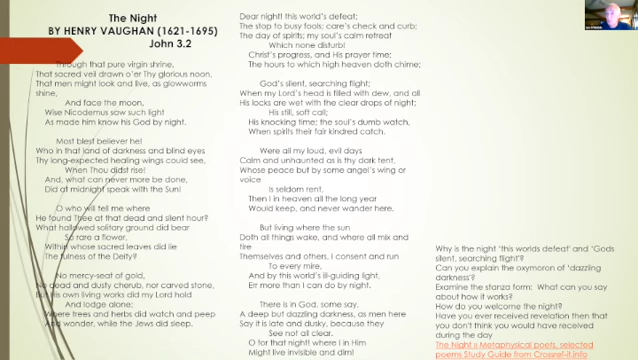 The Night
BY HENRY VAUGHAN (1621-1695)
John 3.2
Through that pure virgin shrine,
That sacred veil drawn o'er Thy glorious noon,
That men might look and live, as glowworms
shine,
And face the moon,
Wise Nicodemus saw such light
As made him know his God by night.
Most blest believer he!
Who in that land of darkness and blind eyes
Thy long-expected healing wings could see,
When Thou didst rise!
And, what can never more be done,
Did at midnight speak with the Sun!
O who will tell me where
He found Thee at that dead and silent hour?
What hallowed solitary ground did bear
So rare a flower,
Within whose sacred leaves did lie
The fulness of the Deity?
No mercy-seat of gold,
No dead and dusty cherub, nor carved stone,
But his own living works did my Lord hold
And lodge alone;
Where trees and herbs did watch and peep
And wonder, while the Jews did sleep.
Dear night! this world's defeat;
The stop to busy fools; care's check and curb;
The day of spirits; my soul's calm retreat
Which none disturb!
Christ's progress, and His prayer time;
The hours to which high heaven doth chime;
God's silent, searching flight;
When my Lord's head is filled with dew, and all
His locks are wet with the clear drops of night;
His still, soft call;
His knocking time; the soul's dumb watch,
When spirits their fair kindred catch.
Were all my loud, evil days
Calm and unhaunted as is thy dark tent,
Whose peace but by some angel's wing or
voice
Is seldom rent,
Then I in heaven all the long year
Would keep, and never wander here.
But living where the sun
Doth all things wake, and where all mix and
tire
Themselves and others, I consent and run
To every mire,
And by this world's ill-guiding light,
Err more than I can do by night.
There is in God, some say,
A deep but dazzling darkness, as men here
Say it is late and dusky, because they
See not all clear.
O for that night! where I in Him
Might live invisible and dim!
Why is the night 'this worlds defeat' and 'Gods
silent, searching flight'?
Can you explain the oxymoron of 'dazzling
darkness'?
Examine the stanza form: What can you say
about how it works?
How do you welcome the night?
Have you ever received revelation then that
you don't think you would have received
during the day
The Night :: Metaphysical poets, selected
poems Study Guide from Crossref-it.info